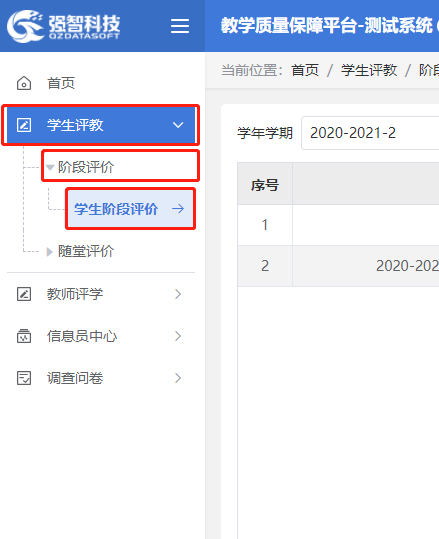 强智科技
QZDATASOFT
教学质量保障平台-测试系统 (
首页
学生评教
阶段评价
学生阶段评价
随堂评价
教师评学
信息员中心
调查问卷
当前位置： 首页 / 学生评教 / 阶段
学年学期 2020-2021-2
序号
1
2 2020-202